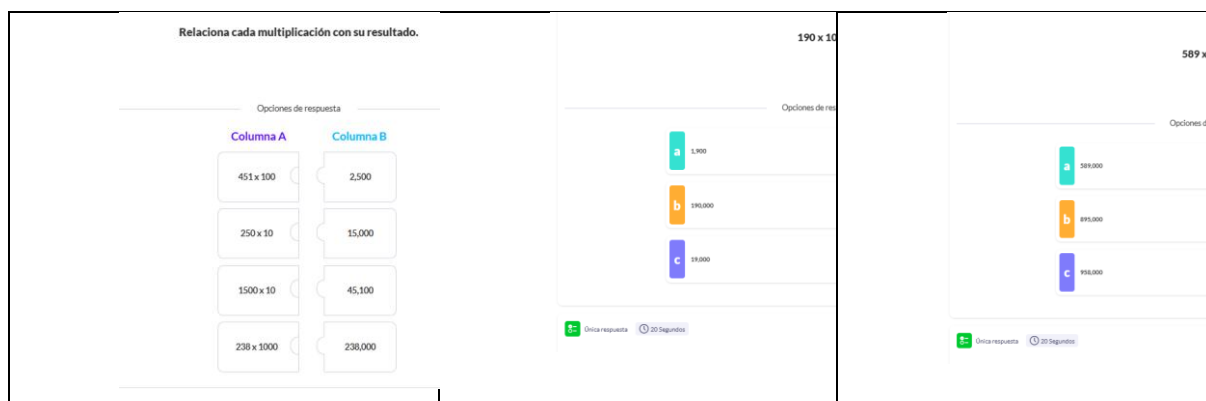 Relaciona cada multiplicación con su resultado.
Opciones de respuesta
Columna A Columna B
451 x 100 2,500
250 x 10 15,000
1500 x 10 45,100
238 x 1000 238,000
190 x 10
Opciones de res
a 1,900
b 190,000
c 19,000
Única respuesta 20 Segundos
589 x
Opciones d
a 589,000
b 895,000
c 958,000
Única respuesta 20 Segundos